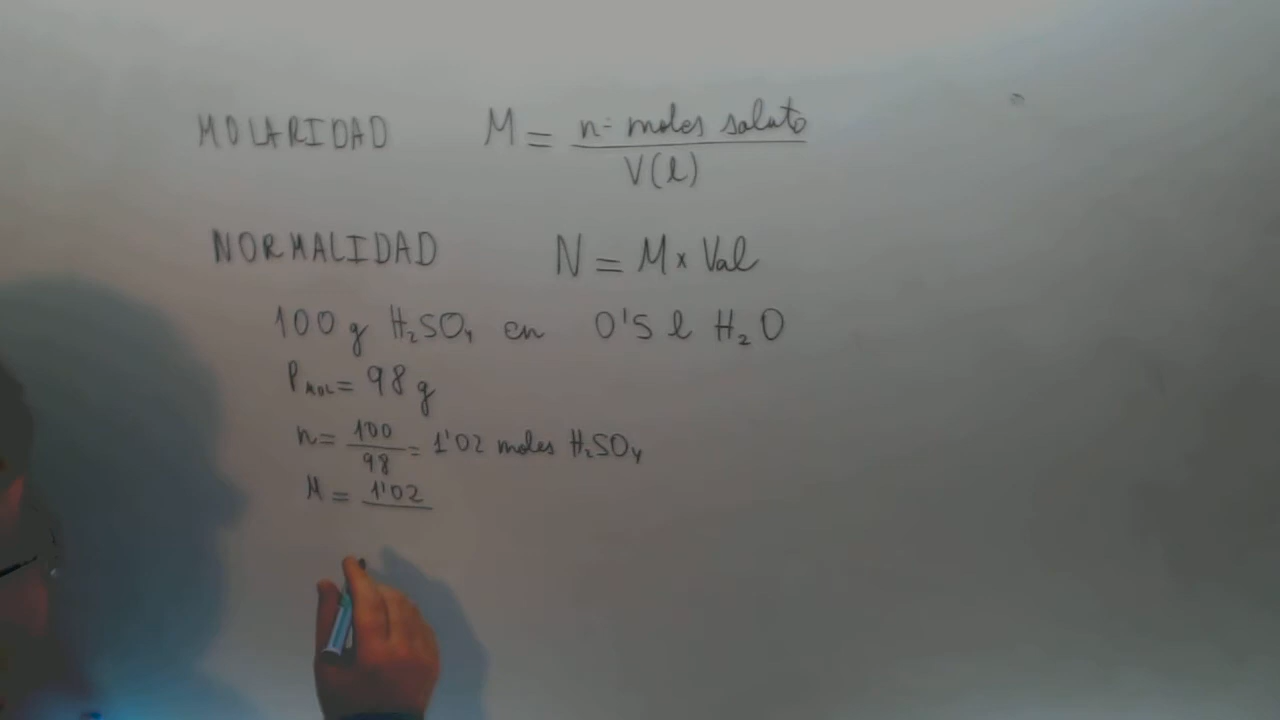 MOLARIDAD M = n= moles soluto / V(l)
NORMALIDAD N = M x Val
100 g H₂SO₄ en 0'5 l H₂O
PMOL = 98 g
n = 100 / 98 = 1'02 moles H₂SO₄
M = 1'02